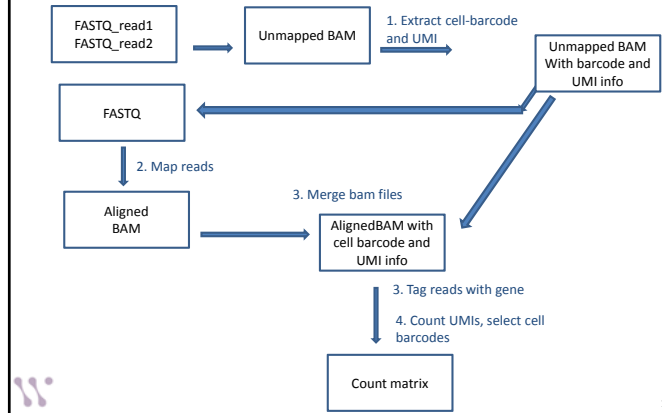 FASTQ_read1
FASTQ_read2
Unmapped BAM
1. Extract cell-barcode
and UMI
Unmapped BAM
With barcode and
UMI info
FASTQ
2. Map reads
Aligned
BAM
3. Merge bam files
AlignedBAM with
cell barcode and
UMI info
3. Tag reads with gene
4. Count UMIs, select cell
barcodes
Count matrix